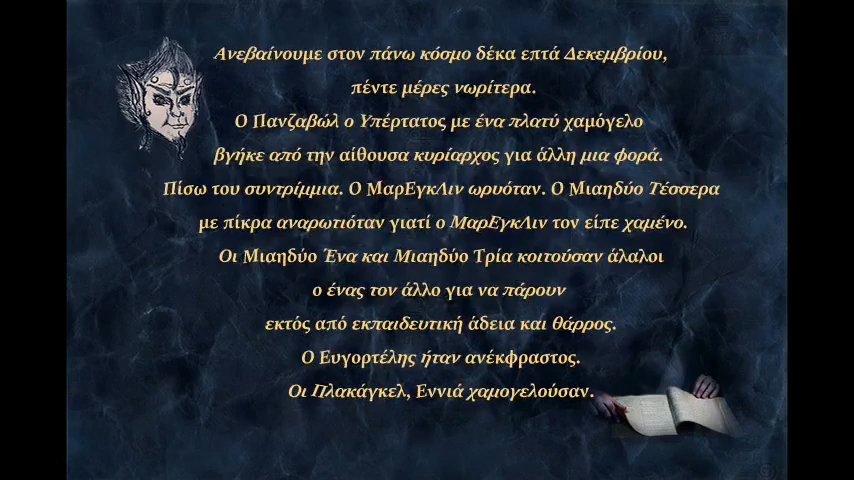 Ανεβαίνουμε στον πάνω κόσμο δέκα επτά Δεκεμβρίου,
πέντε μέρες νωρίτερα.
Ο Πανζαβώλ ο Υπέρτατος με ένα πλατύ χαμόγελο
βγήκε από την αίθουσα κυρίαρχος για άλλη μια φορά.
Πίσω του συντρίμμια. Ο ΜαρΕγκΛιν ωρυόταν. Ο Μιαηδύο Τέσσερα
με πίκρα αναρωτιόταν γιατί ο ΜαρΕγκΛιν τον είπε χαμένο.
Οι Μιαηδύο Ένα και Μιαηδύο Τρία κοιτούσαν άλαλοι
ο ένας τον άλλο για να πάρουν
εκτός από εκπαιδευτική άδεια και θάρρος.
Ο Ευγορτέλης ήταν ανέκφραστος.
Οι Πλακάγκελ, Εννιά χαμογελούσαν.